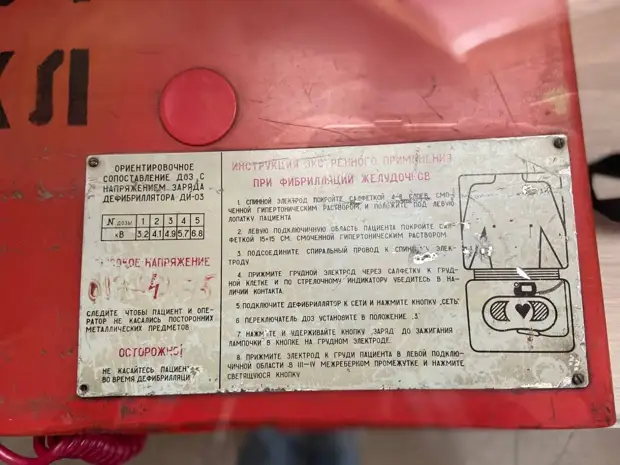 ОРИЕНТИРОВОЧНОЕ
СОПОСТАВЛЕНИЕ ДОЗ С
НАПРЯЖЕНИЕМ ЗАРЯДА
ДЕФИБРИЛЛЯТОРА ДИ-03
N ДОЗЫ 1 2 3 4 5
кВ 3.2 4.1 4.9 5.7 6.8
НАПРЯЖЕНИЕ
СЛЕДИТЕ ЧТОБЫ ПАЦИЕНТ И ОПЕ-
РАТОР НЕ КАСАЛИСЬ ПОСТОРОННИХ
МЕТАЛЛИЧЕСКИХ ПРЕДМЕТОВ
ОСТОРОЖНО!
НЕ КАСАЙТЕСЬ ПАЦИЕН
ВО ВРЕМЯ ДЕФИБРИЛЛЯЦИ
ИНСТРУКЦИЯ ЭКСТРЕННОГО ПРИМЕНЕНИЯ
ПРИ ФИБРИЛЛЯЦИИ ЖЕЛУДОЧКОВ
1. СПИННОЙ ЭЛЕКТРОД ПОКРОЙТЕ САЛФЕТКОЙ 4-6 СЛОЕВ, СМО-
ЧЕННОЙ ГИПЕРТОНИЧЕСКИМ РАСТВОРОМ, И ПОЛОЖИТЕ ПОД ЛЕВУЮ
ЛОПАТКУ ПАЦИЕНТА
2. ЛЕВУЮ ПОДКЛЮЧИЧНУЮ ОБЛАСТЬ ПАЦИЕНТА ПОКРОЙТЕ САЛ-
ФЕТКОЙ 15×15 СМ. СМОЧЕННОЙ ГИПЕРТОНИЧЕСКИМ РАСТВОРОМ
3. ПОДСОЕДИНИТЕ СПИРАЛЬНЫЙ ПРОВОД К СПИННОМУ ЭЛЕК-
ТРОДУ
4. ПРИЖМИТЕ ГРУДНОЙ ЭЛЕКТРОД ЧЕРЕЗ САЛФЕТКУ К ГРУД-
НОЙ КЛЕТКЕ И ПО СТРЕЛОЧНОМУ ИНДИКАТОРУ УБЕДИТЕСЬ В НА-
ЛИЧИИ КОНТАКТА.
5. ПОДКЛЮЧИТЕ ДЕФИБРИЛЛЯТОР К СЕТИ И НАЖМИТЕ КНОПКУ „СЕТЬ"
6. ПЕРЕКЛЮЧАТЕЛЬ ДОЗ УСТАНОВИТЕ В ПОЛОЖЕНИЕ „3"
7. НАЖМИТЕ И УДЕРЖИВАЙТЕ КНОПКУ „ЗАРЯД" ДО ЗАЖИГАНИЯ
ЛАМПОЧКИ В КНОПКЕ НА ГРУДНОМ ЭЛЕКТРОДЕ.
8. ПРИЖМИТЕ ЭЛЕКТРОД К ГРУДИ ПАЦИЕНТА В ЛЕВОЙ ПОДКЛЮ-
ЧИЧНОЙ ОБЛАСТИ В III-IV МЕЖРЕБЕРНОМ ПРОМЕЖУТКЕ И НАЖМИТЕ
СВЕТЯЩУЮСЯ КНОПКУ